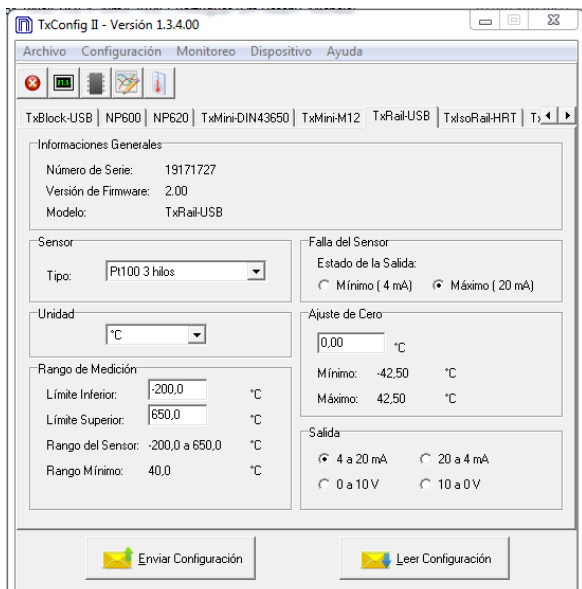 TxConfig II - Versión 1.3.4.00
Archivo Configuración Monitoreo Dispositivo Ayuda
TxBlock-USB NP600 NP620 TxMini-DIN43650 TxMini-M12 TxRail-USB TxIsoRail-HRT
Informaciones Generales
Número de Serie: 19171727
Versión de Firmware: 2.00
Modelo: TxRail-USB
Sensor
Tipo: Pt100 3 hilos
Falla del Sensor
Estado de la Salida:
Mínimo ( 4 mA) Máximo ( 20 mA)
Unidad
°C
Ajuste de Cero
0,00 °C
Mínimo: -42,50 °C
Máximo: 42,50 °C
Rango de Medición
Límite Inferior: -200,0 °C
Límite Superior: 650,0 °C
Rango del Sensor: -200,0 a 650,0 °C
Rango Mínimo: 40,0 °C
Salida
4 a 20 mA 20 a 4 mA
0 a 10 V 10 a 0 V
Enviar Configuración Leer Configuración